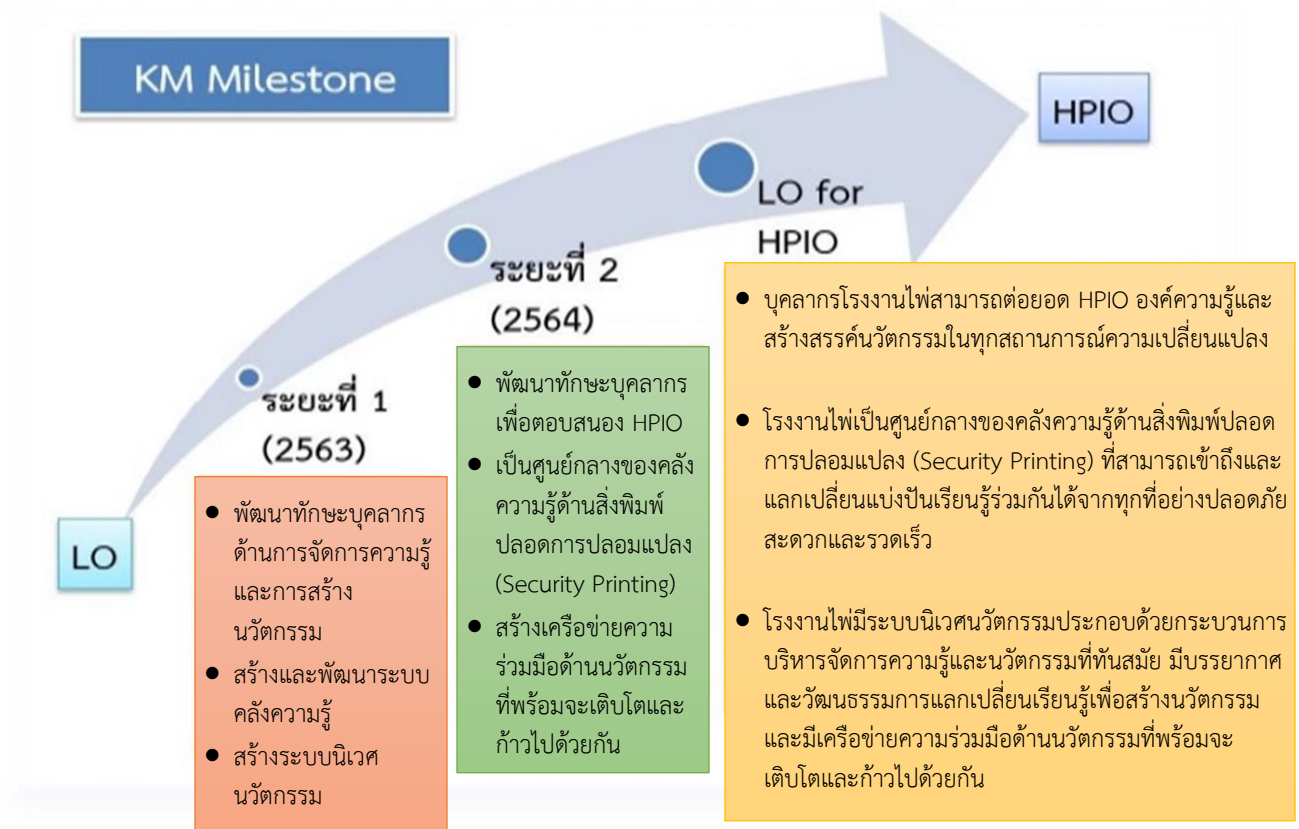 KM Milestone
HPIO
LO for
HPIO
ระยะที่ 2
(2564)
ระยะที่ 1
(2563)
LO
● พัฒนาทักษะบุคลากร
ด้านการจัดการความรู้
และการสร้าง
นวัตกรรม
● สร้างและพัฒนาระบบ
คลังความรู้
● สร้างระบบนิเวศ
นวัตกรรม
● พัฒนาทักษะบุคลากร
เพื่อตอบสนอง HPIO
● เป็นศูนย์กลางของคลัง
ความรู้ด้านสิ่งพิมพ์
ปลอดการปลอมแปลง
(Security Printing)
● สร้างเครือข่ายความ
ร่วมมือด้านนวัตกรรม
ที่พร้อมจะเติบโตและ
ก้าวไปด้วยกัน
● บุคลากรโรงงานไพ่สามารถต่อยอด HPIO องค์ความรู้และ
สร้างสรรค์นวัตกรรมในทุกสถานการณ์ความเปลี่ยนแปลง
● โรงงานไพ่เป็นศูนย์กลางของคลังความรู้ด้านสิ่งพิมพ์ปลอด
การปลอมแปลง (Security Printing) ที่สามารถเข้าถึงและ
แลกเปลี่ยนแบ่งปันเรียนรู้ร่วมกันได้จากทุกที่อย่างปลอดภัย
สะดวกและรวดเร็ว
● โรงงานไพ่มีระบบนิเวศนวัตกรรมประกอบด้วยกระบวนการ
บริหารจัดการความรู้และนวัตกรรมที่ทันสมัย มีบรรยากาศ
และวัฒนธรรมการแลกเปลี่ยนเรียนรู้เพื่อสร้างนวัตกรรม
และมีเครือข่ายความร่วมมือด้านนวัตกรรมที่พร้อมจะ
เติบโตและก้าวไปด้วยกัน